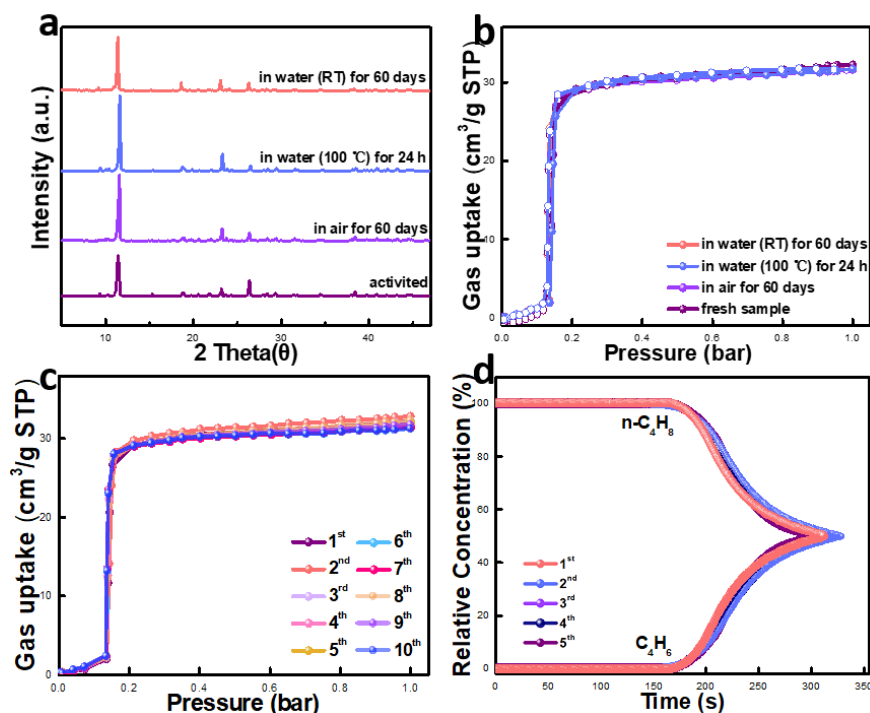 a
in water (RT) for 60 days
in water (100 ℃) for 24 h
in air for 60 days
activited
Intensity (a.u.)
10 20 30 40
2 Theta(θ)
b
Gas uptake (cm³/g STP)
30
20
10
0
in water (RT) for 60 days
in water (100 ℃) for 24 h
in air for 60 days
fresh sample
0.0 0.2 0.4 0.6 0.8 1.0
Pressure (bar)
c
Gas uptake (cm³/g STP)
30
20
10
0
1st 6th
2nd 7th
3rd 8th
4th 9th
5th 10th
0.0 0.2 0.4 0.6 0.8 1.0
Pressure (bar)
d
Relative Concentration (%)
100
80
60
40
20
0
n-C₄H₈
1st
2nd
3rd
4th
5th
C₄H₆
0 50 100 150 200 250 300 350
Time (s)